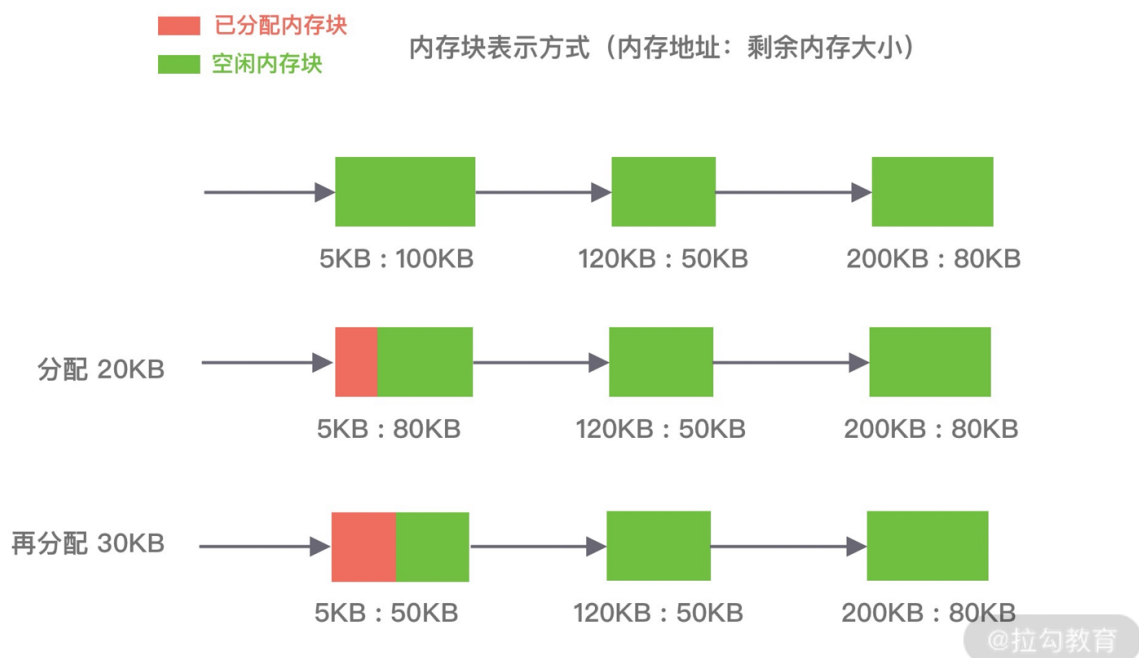 已分配内存块
空闲内存块
内存块表示方式（内存地址：剩余内存大小）
5KB : 100KB
120KB : 50KB
200KB : 80KB
分配 20KB
5KB : 80KB
120KB : 50KB
200KB : 80KB
再分配 30KB
5KB : 50KB
120KB : 50KB
200KB : 80KB
@拉勾教育